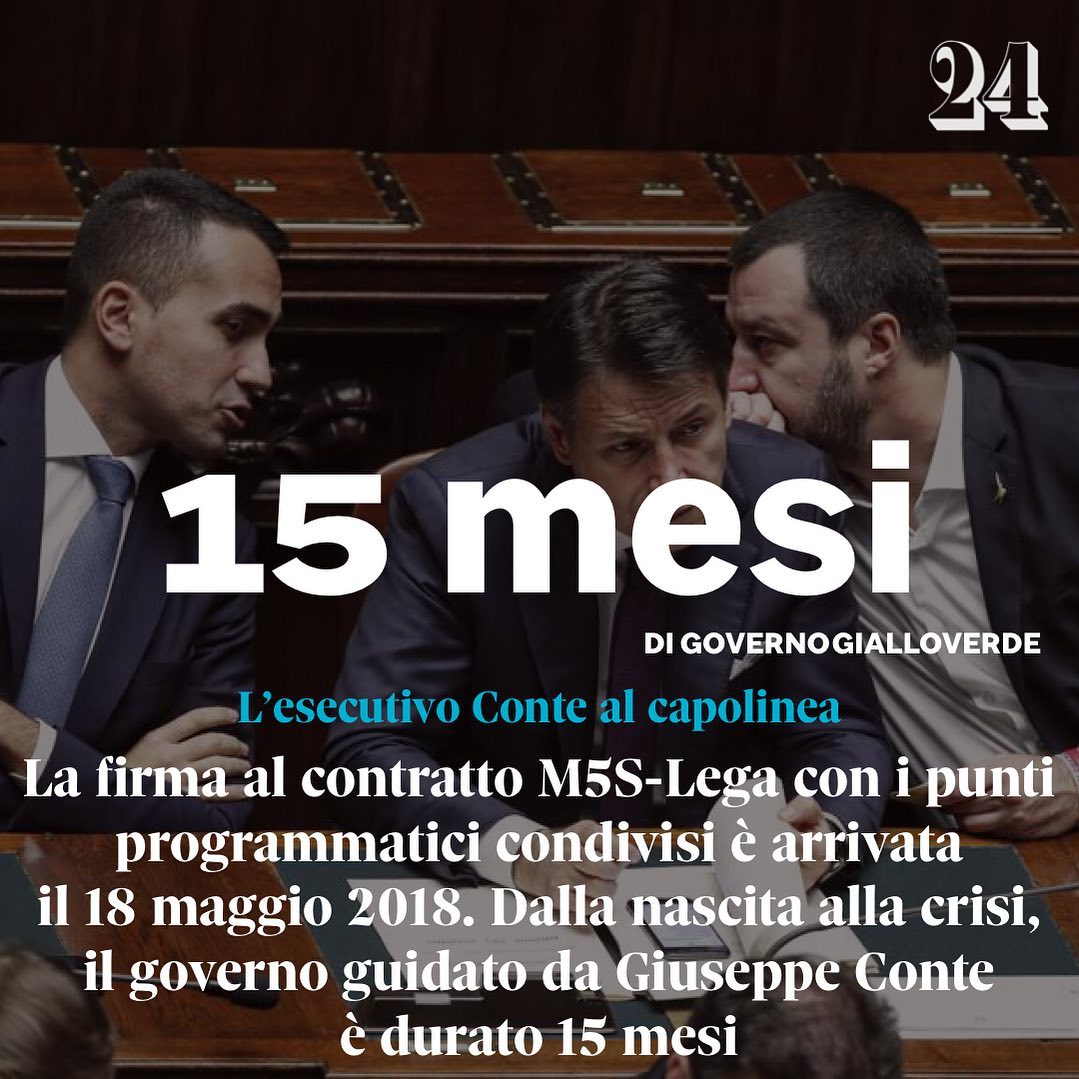 24
15 mesi
DI GOVERNO GIALLOVERDE
L’esecutivo Conte al capolinea
La firma al contratto M5S-Lega con i punti
programmatici condivisi è arrivata
il 18 maggio 2018. Dalla nascita alla crisi,
il governo guidato da Giuseppe Conte
è durato 15 mesi